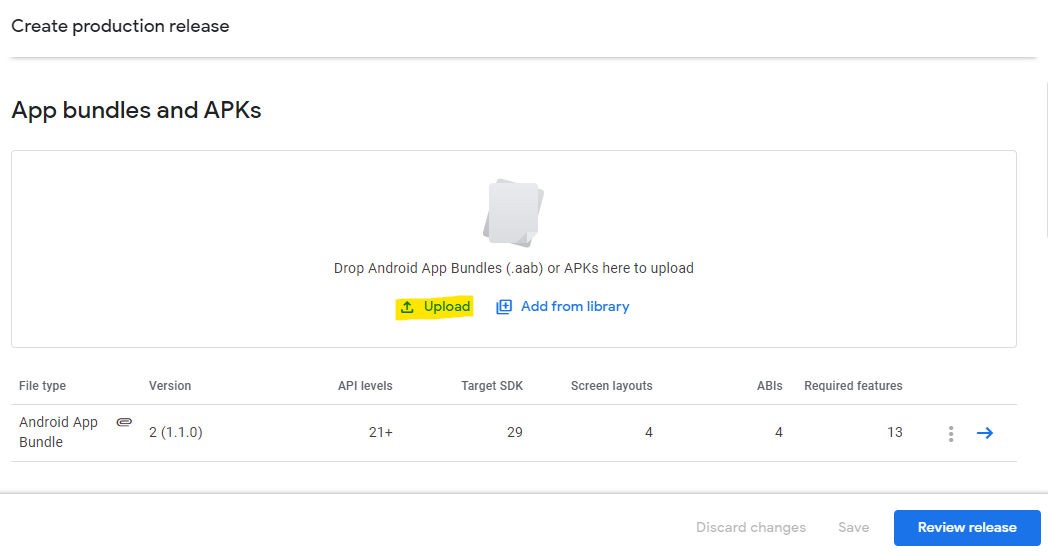 Create production release
App bundles and APKs
Drop Android App Bundles (.aab) or APKs here to upload
Upload Add from library
File type Version API levels Target SDK Screen layouts ABIs Required features
Android App Bundle 2 (1.1.0) 21+ 29 4 4 13
Discard changes Save Review release